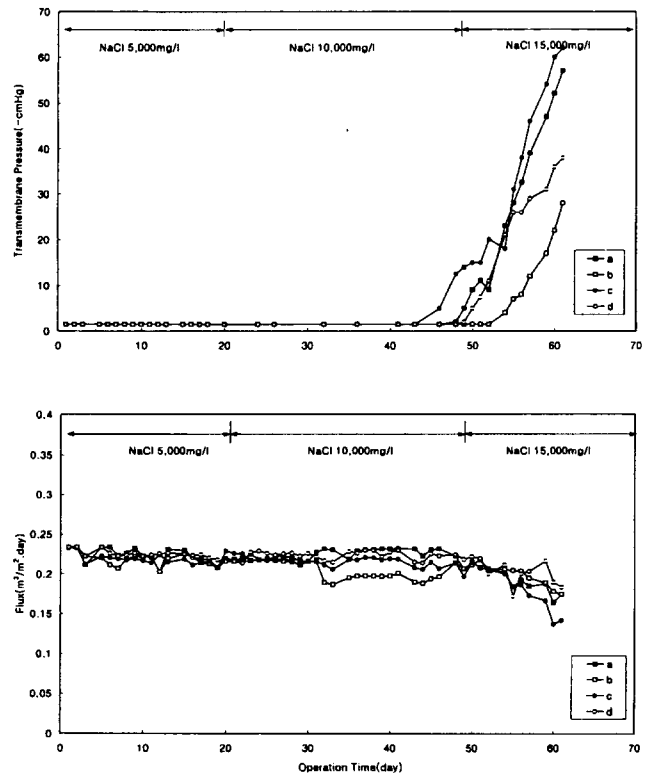 70
60
50
40
30
20
10
0
Transmembrane Pressure(-cmHg)
NaCl 5,000mg/l
NaCl 10,000mg/l
NaCl 15,000mg/l
a
b
c
d
0 10 20 30 40 50 60 70
0.4
0.35
0.3
0.25
0.2
0.15
0.1
0.05
0
Flux(m³/m².day)
NaCl 5,000mg/l
NaCl 10,000mg/l
NaCl 15,000mg/l
a
b
c
d
0 10 20 30 40 50 60 70
Operation Time(day)